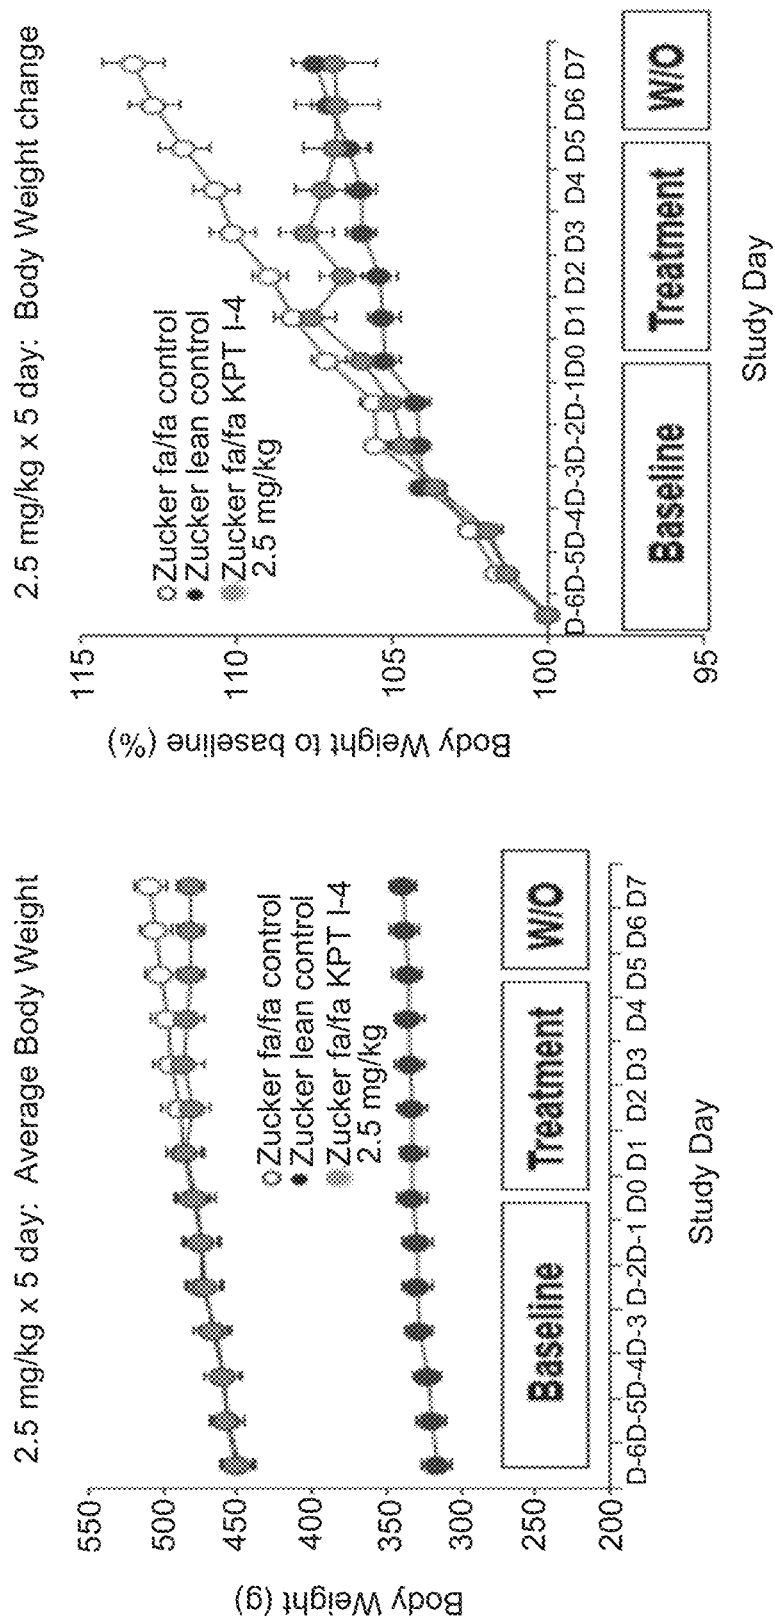 2.5 mg/kg x 5 day: Average Body Weight
Body Weight (g)
550
500
450
400
350
300
250
200
Zucker fa/fa control
Zucker lean control
Zucker fa/fa KPT I-4
2.5 mg/kg
Baseline
Treatment
W/O
D-6D-5D-4D-3 D-2D-1 D0 D1 D2 D3 D4 D5 D6 D7
Study Day
2.5 mg/kg x 5 day: Body Weight change
Body Weight to baseline (%)
115
110
105
100
95
Zucker fa/fa control
Zucker lean control
Zucker fa/fa KPT I-4
2.5 mg/kg
D-6D-5D-4D-3D-2D-1D0 D1 D2 D3 D4 D5 D6 D7
Baseline
Treatment
W/O
Study Day